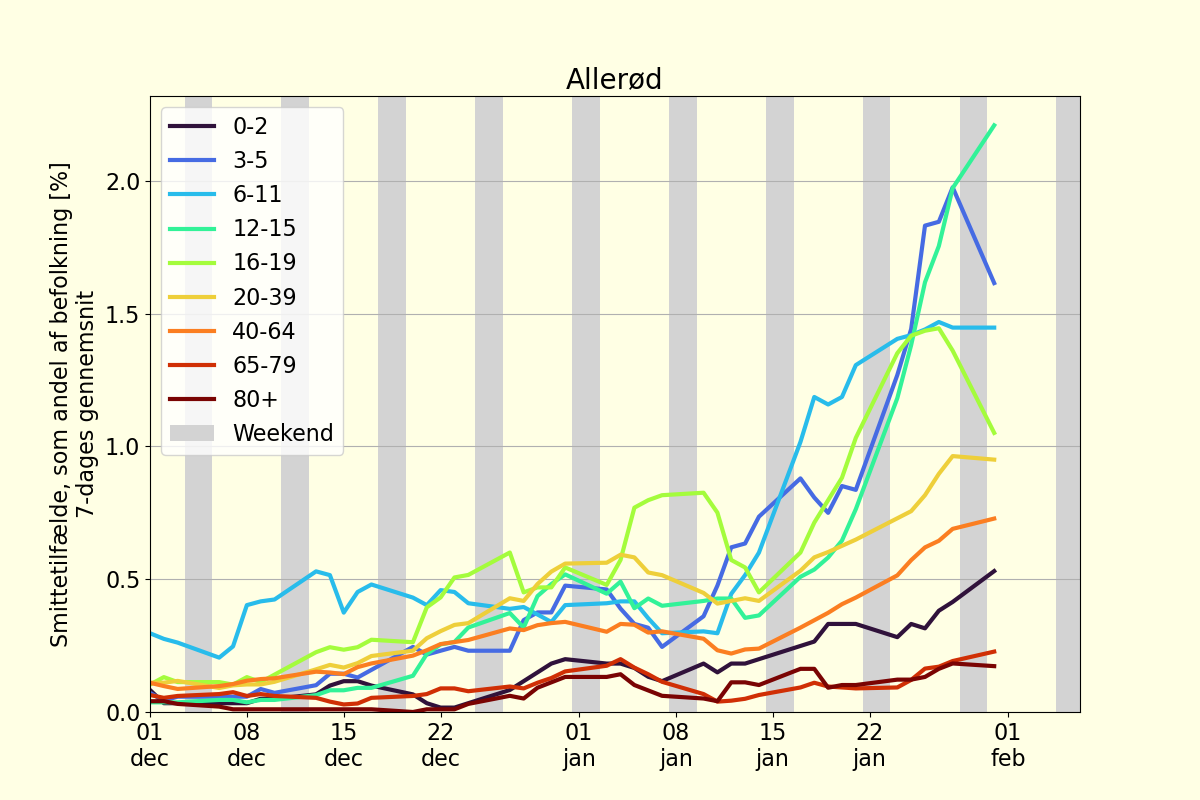 Allerød
Smittetilfælde, som andel af befolkning [%]
7-dages gennemsnit
2.0
1.5
1.0
0.5
0.0
0-2
3-5
6-11
12-15
16-19
20-39
40-64
65-79
80+
Weekend
01 08 15 22 01 08 15 22 01
dec dec dec dec jan jan jan jan feb